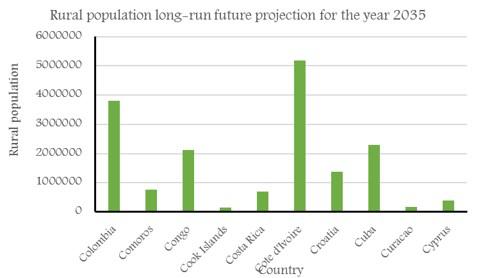 Rural population long-run future projection for the year 2035
Rural population
6000000
5000000
4000000
3000000
2000000
1000000
0
Colombia
Comoros
Congo
Cook Islands
Costa Rica
Cote d'Ivoire
Croatia
Cuba
Curacao
Cyprus
Country